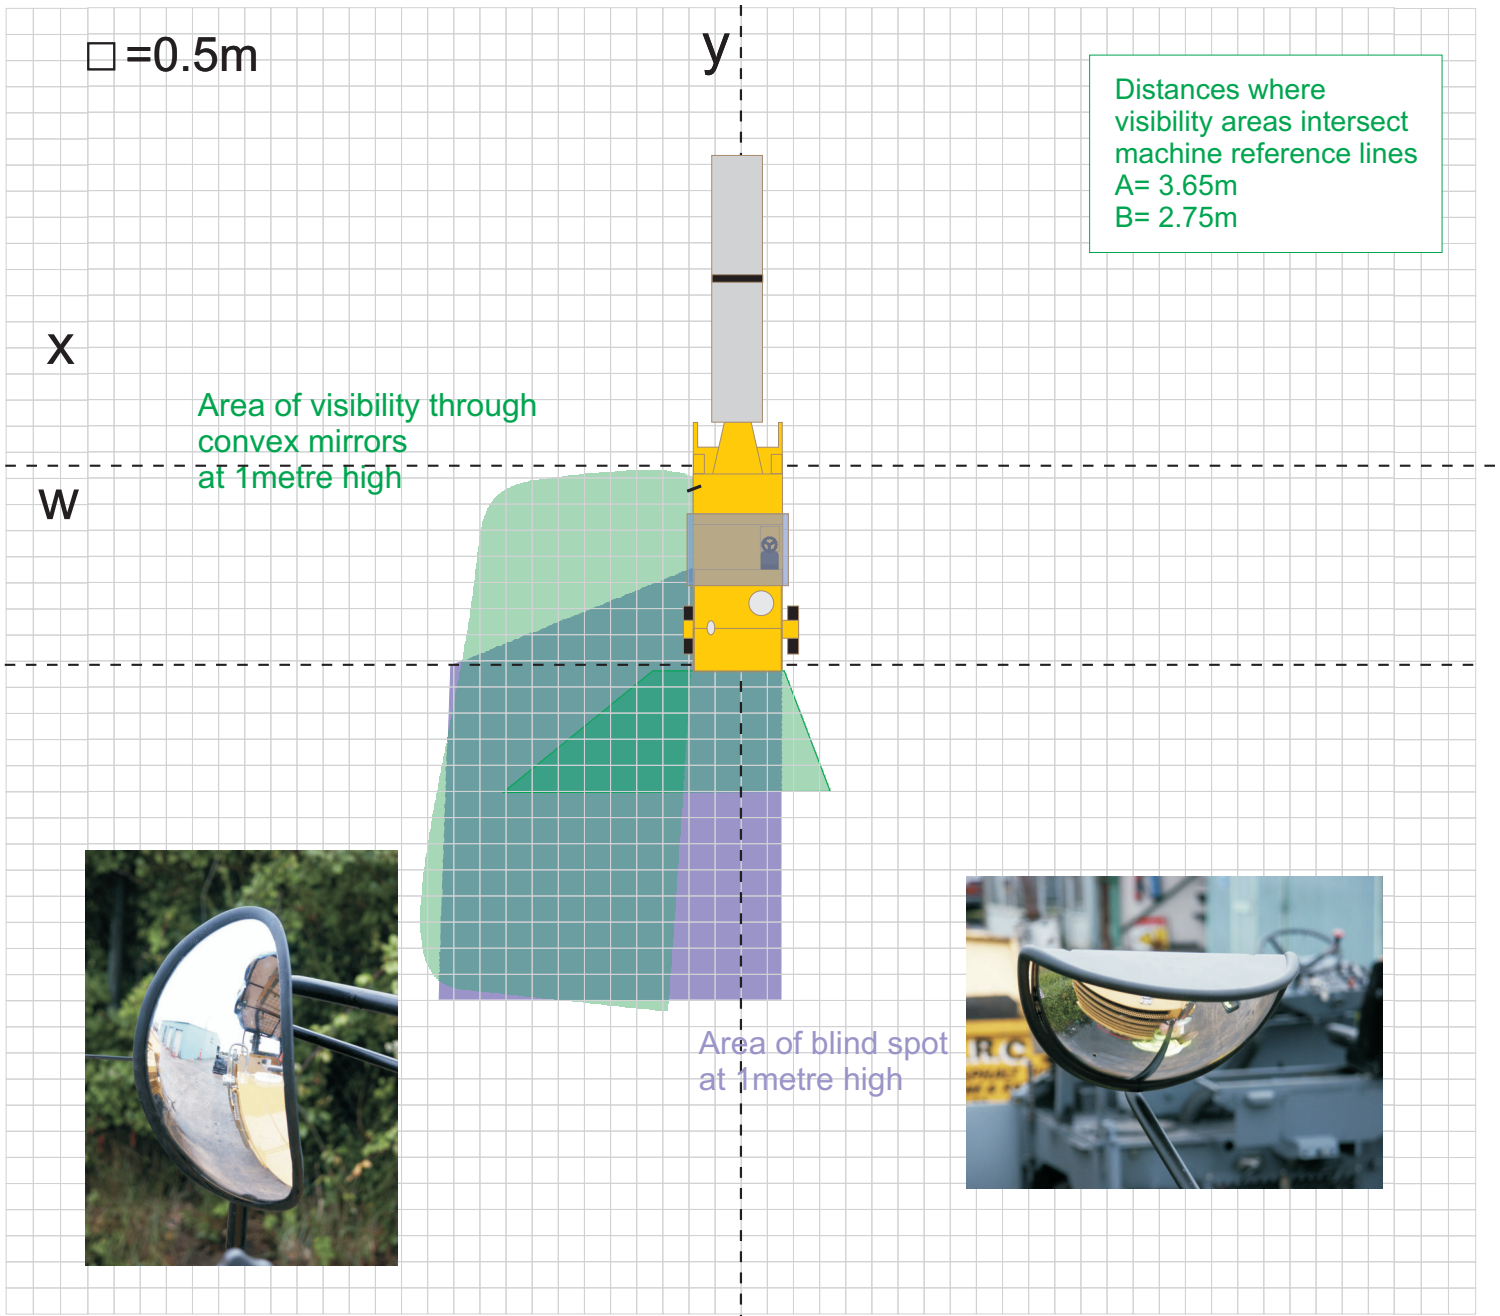 □ =0.5m
y
Distances where
visibility areas intersect
machine reference lines
A= 3.65m
B= 2.75m
x
Area of visibility through
convex mirrors
at 1metre high
w
Area of blind spot
at 1metre high
R C